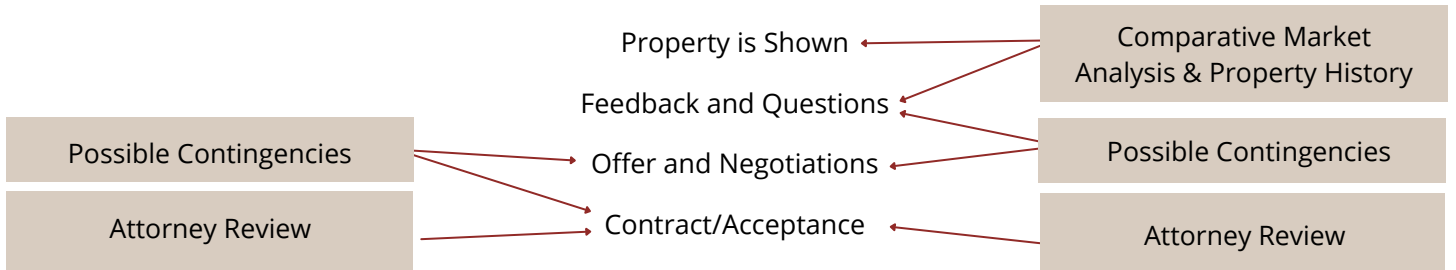 Property is Shown
Comparative Market
Analysis & Property History
Feedback and Questions
Possible Contingencies
Offer and Negotiations
Possible Contingencies
Attorney Review
Contract/Acceptance
Attorney Review